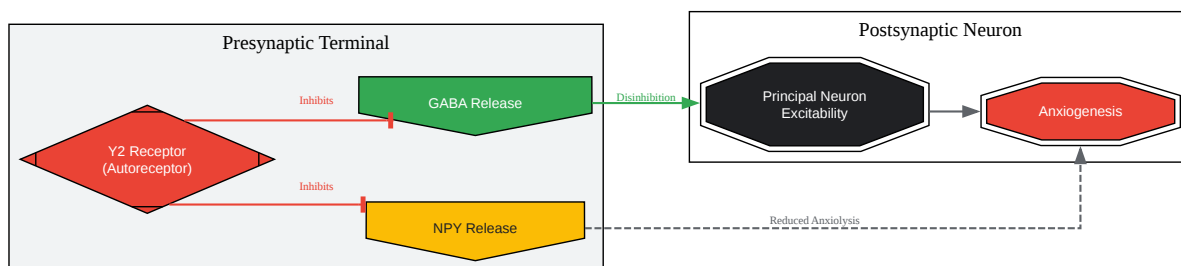 Presynaptic Terminal
Postsynaptic Neuron
Inhibits
GABA Release
Disinhibition
Principal Neuron
Excitability
Anxiogenesis
Y2 Receptor
(Autoreceptor)
Inhibits
NPY Release
Reduced Anxiolysis